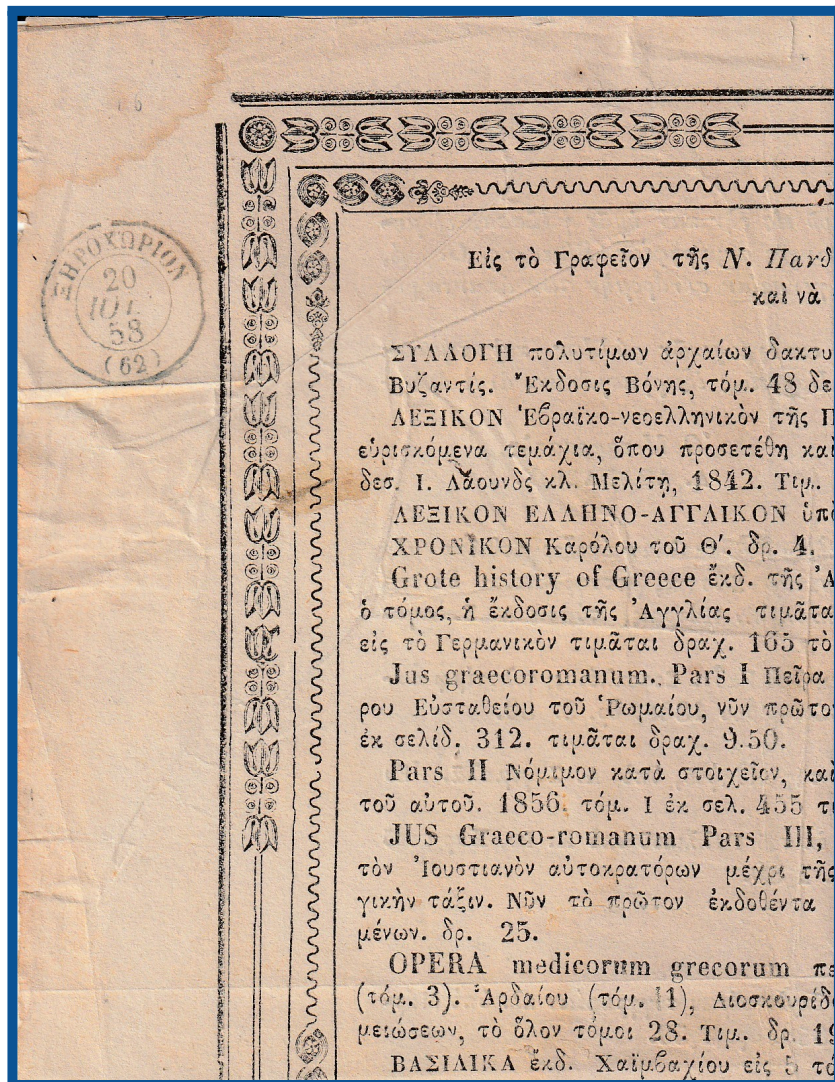 ΞΗΡΟΧΩΡΙΟΝ
20
ΙΟΥ.
58
(62)
Εἰς τὸ Γραφεῖον τῆς Ν. Πανδ
καὶ νὰ
ΣΥΛΛΟΓΗ πολυτίμων ἀρχαίων δακτυ
Βυζαντίς. Ἔκδοσις Βόνης, τόμ. 48 δε
ΛΕΞΙΚΟΝ Ἑβραϊκο-νεοελληνικὸν τῆς Π
εὑρισκόμενα τεμάχια, ὅπου προσετέθη καὶ
δεσ. Ι. Λάουνδς κλ. Μελίτη, 1842. Τιμ.
ΛΕΞΙΚΟΝ ΕΛΛΗΝΟ-ΑΓΓΛΙΚΟΝ ὑπὸ
ΧΡΟΝΙΚΟΝ Καρόλου τοῦ Θ'. δρ. 4.
Grote history of Greece ἔκδ. τῆς Ἀ
ὁ τόμος, ἡ ἔκδοσις τῆς Ἀγγλίας τιμᾶτα
εἰς τὸ Γερμανικὸν τιμᾶται δραχ. 165 τὸ
Jus graecoromanum. Pars I Πεῖρα
ρου Εὐσταθείου τοῦ Ῥωμαίου, νῦν πρῶτο
ἐκ σελίδ. 312. τιμᾶται δραχ. 9.50.
Pars II Νόμιμον κατὰ στοιχεῖον, καὶ
τοῦ αὐτοῦ. 1856. τόμ. Ι ἐκ σελ. 455 τι
JUS Graeco-romanum Pars III,
τὸν Ἰουστιανὸν αὐτοκρατόρων μέχρι τῆς
γικὴν τάξιν. Νῦν τὸ πρῶτον ἐκδοθέντα
μένων. δρ. 25.
OPERA medicorum grecorum πε
(τόμ. 3). Ἀρδαίου (τόμ. 1), Διοσκουρίδ
μειώσεων, τὸ ὅλον τόμοι 28. Τιμ. δρ. 19
ΒΑΣΙΛΙΚΑ ἔκδ. Χαϊμβαχίου εἰς 5 τό